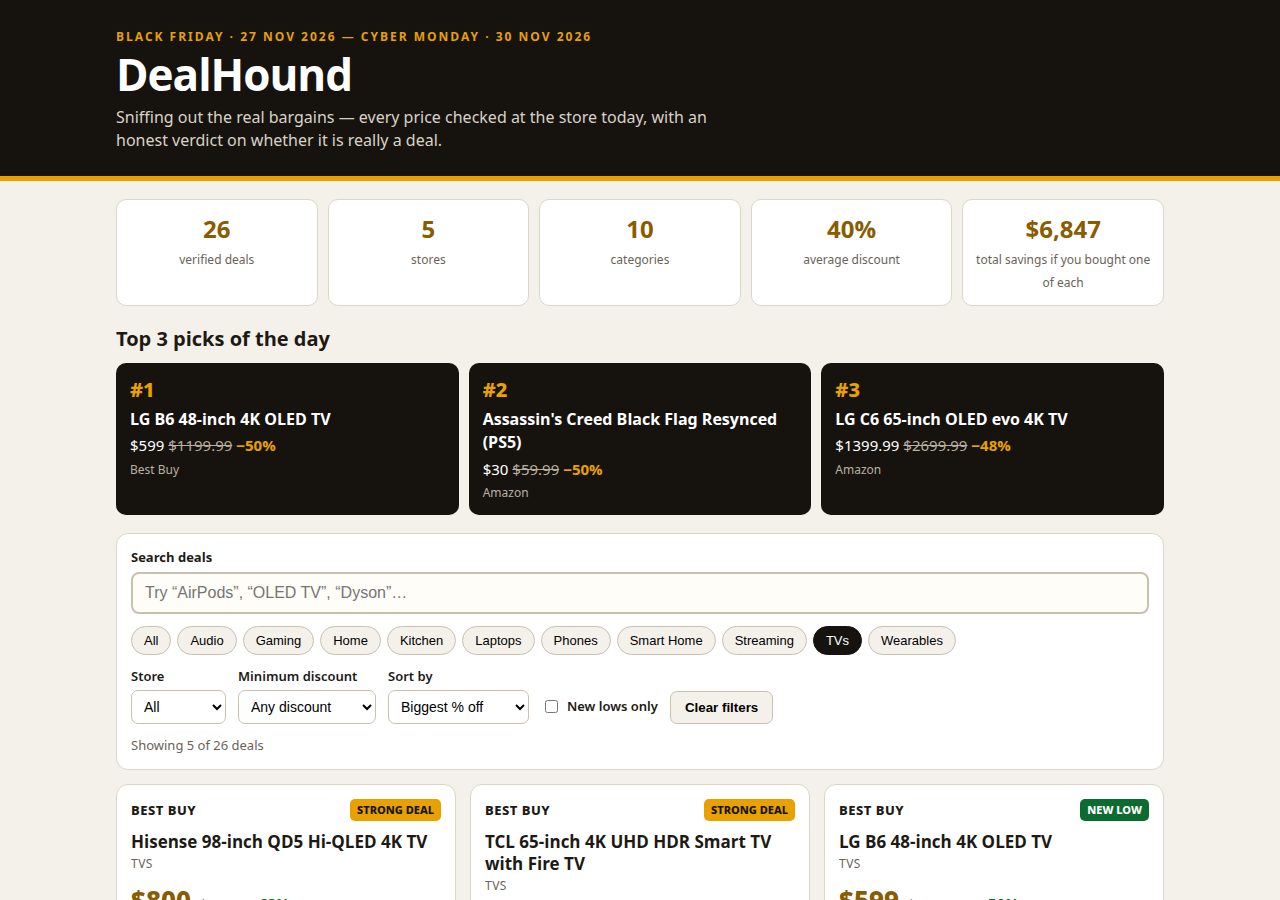 BLACK FRIDAY · 27 NOV 2026 — CYBER MONDAY · 30 NOV 2026
DealHound
Sniffing out the real bargains — every price checked at the store today, with an
honest verdict on whether it is really a deal.
26
verified deals
5
stores
10
categories
40%
average discount
$6,847
total savings if you bought one
of each
Top 3 picks of the day
#1
LG B6 48-inch 4K OLED TV
$599 $1199.99 −50%
Best Buy
#2
Assassin's Creed Black Flag Resynced
(PS5)
$30 $59.99 −50%
Amazon
#3
LG C6 65-inch OLED evo 4K TV
$1399.99 $2699.99 −48%
Amazon
Search deals
Try “AirPods”, “OLED TV”, “Dyson”…
All Audio Gaming Home Kitchen Laptops Phones Smart Home Streaming TVs Wearables
Store Minimum discount Sort by
All Any discount Biggest % off New lows only Clear filters
Showing 5 of 26 deals
BEST BUY STRONG DEAL
Hisense 98-inch QD5 Hi-QLED 4K TV
TVS
$800
BEST BUY STRONG DEAL
TCL 65-inch 4K UHD HDR Smart TV
with Fire TV
TVS
BEST BUY NEW LOW
LG B6 48-inch 4K OLED TV
TVS
$599